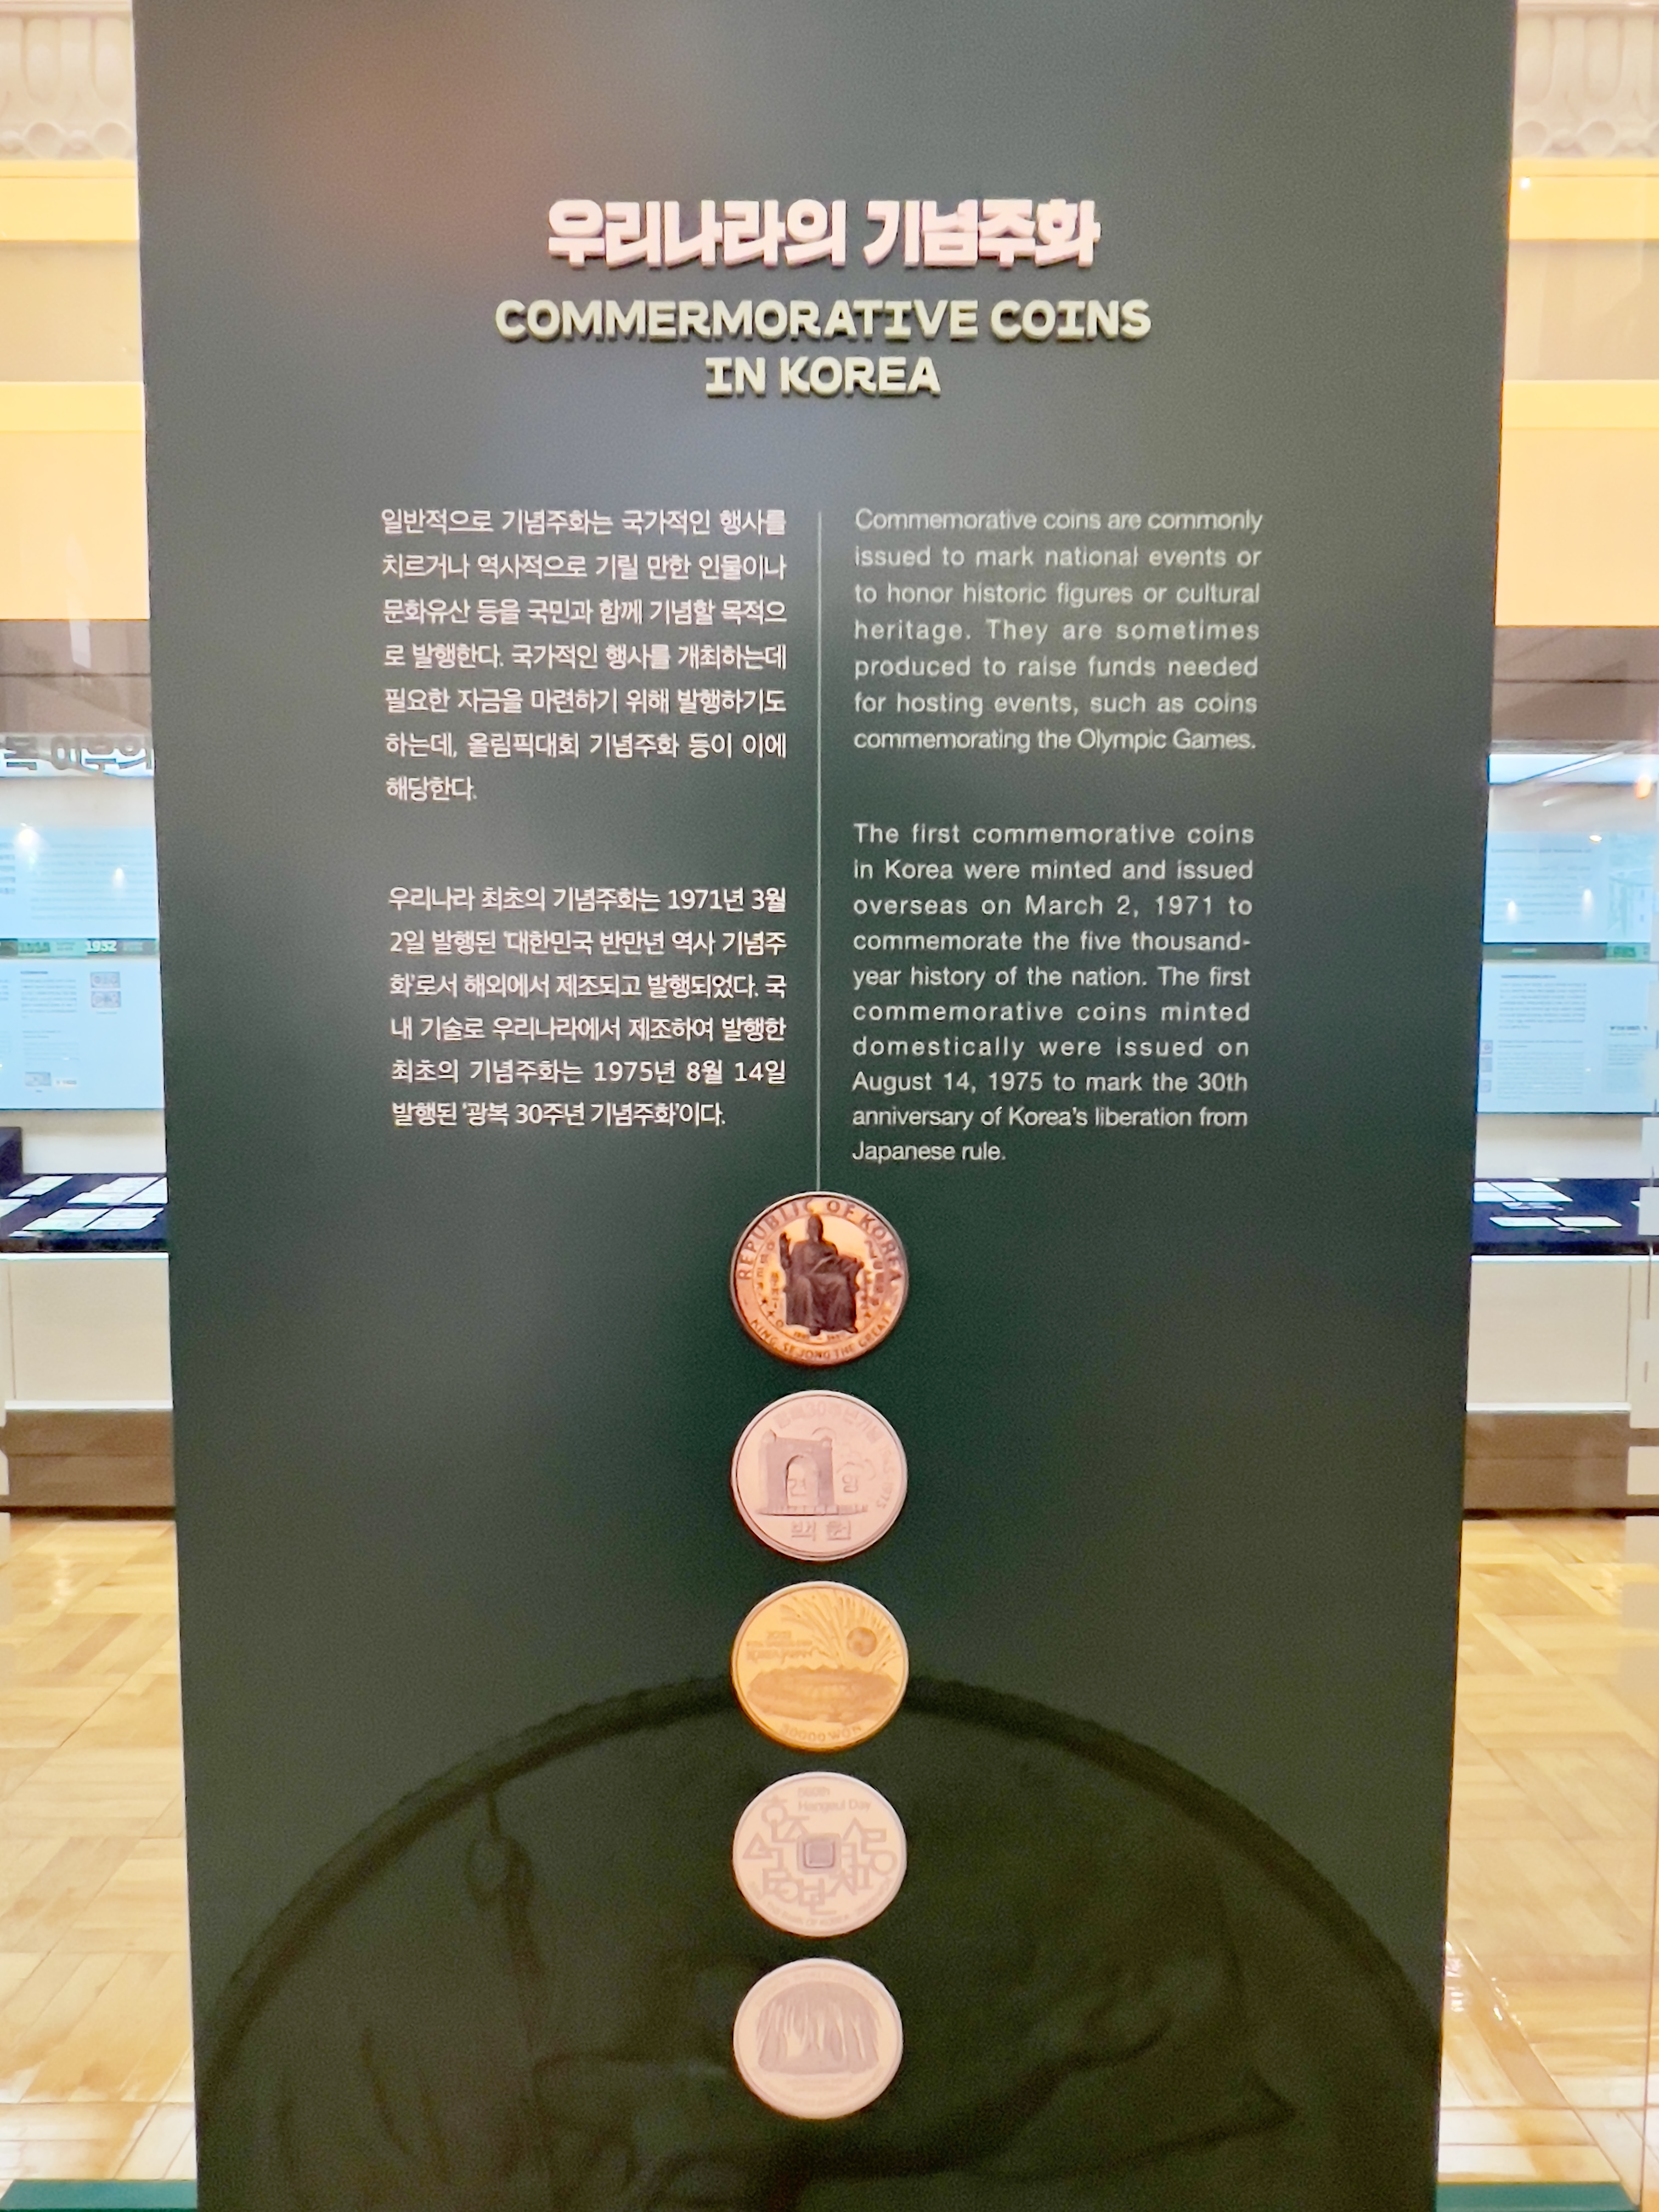 우리나라의 기념주화
COMMERMORATIVE COINS
IN KOREA
일반적으로 기념주화는 국가적인 행사를
치르거나 역사적으로 기릴 만한 인물이나
문화유산 등을 국민과 함께 기념할 목적으
로 발행한다. 국가적인 행사를 개최하는데
필요한 자금을 마련하기 위해 발행하기도
하는데, 올림픽대회 기념주화 등이 이에
해당한다.
우리나라 최초의 기념주화는 1971년 3월
2일 발행된 '대한민국 반만년 역사 기념주
화'로서 해외에서 제조되고 발행되었다. 국
내 기술로 우리나라에서 제조하여 발행한
최초의 기념주화는 1975년 8월 14일
발행된 '광복 30주년 기념주화'이다.
Commemorative coins are commonly
issued to mark national events or
to honor historic figures or cultural
heritage. They are sometimes
produced to raise funds needed
for hosting events, such as coins
commemorating the Olympic Games.
The first commemorative coins
in Korea were minted and issued
overseas on March 2, 1971 to
commemorate the five thousand-
year history of the nation. The first
commemorative coins minted
domestically were issued on
August 14, 1975 to mark the 30th
anniversary of Korea's liberation from
Japanese rule.
REPUBLIC OF KOREA
KING SEJONG THE GREAT
백원
WON
Hangeul Day
1932